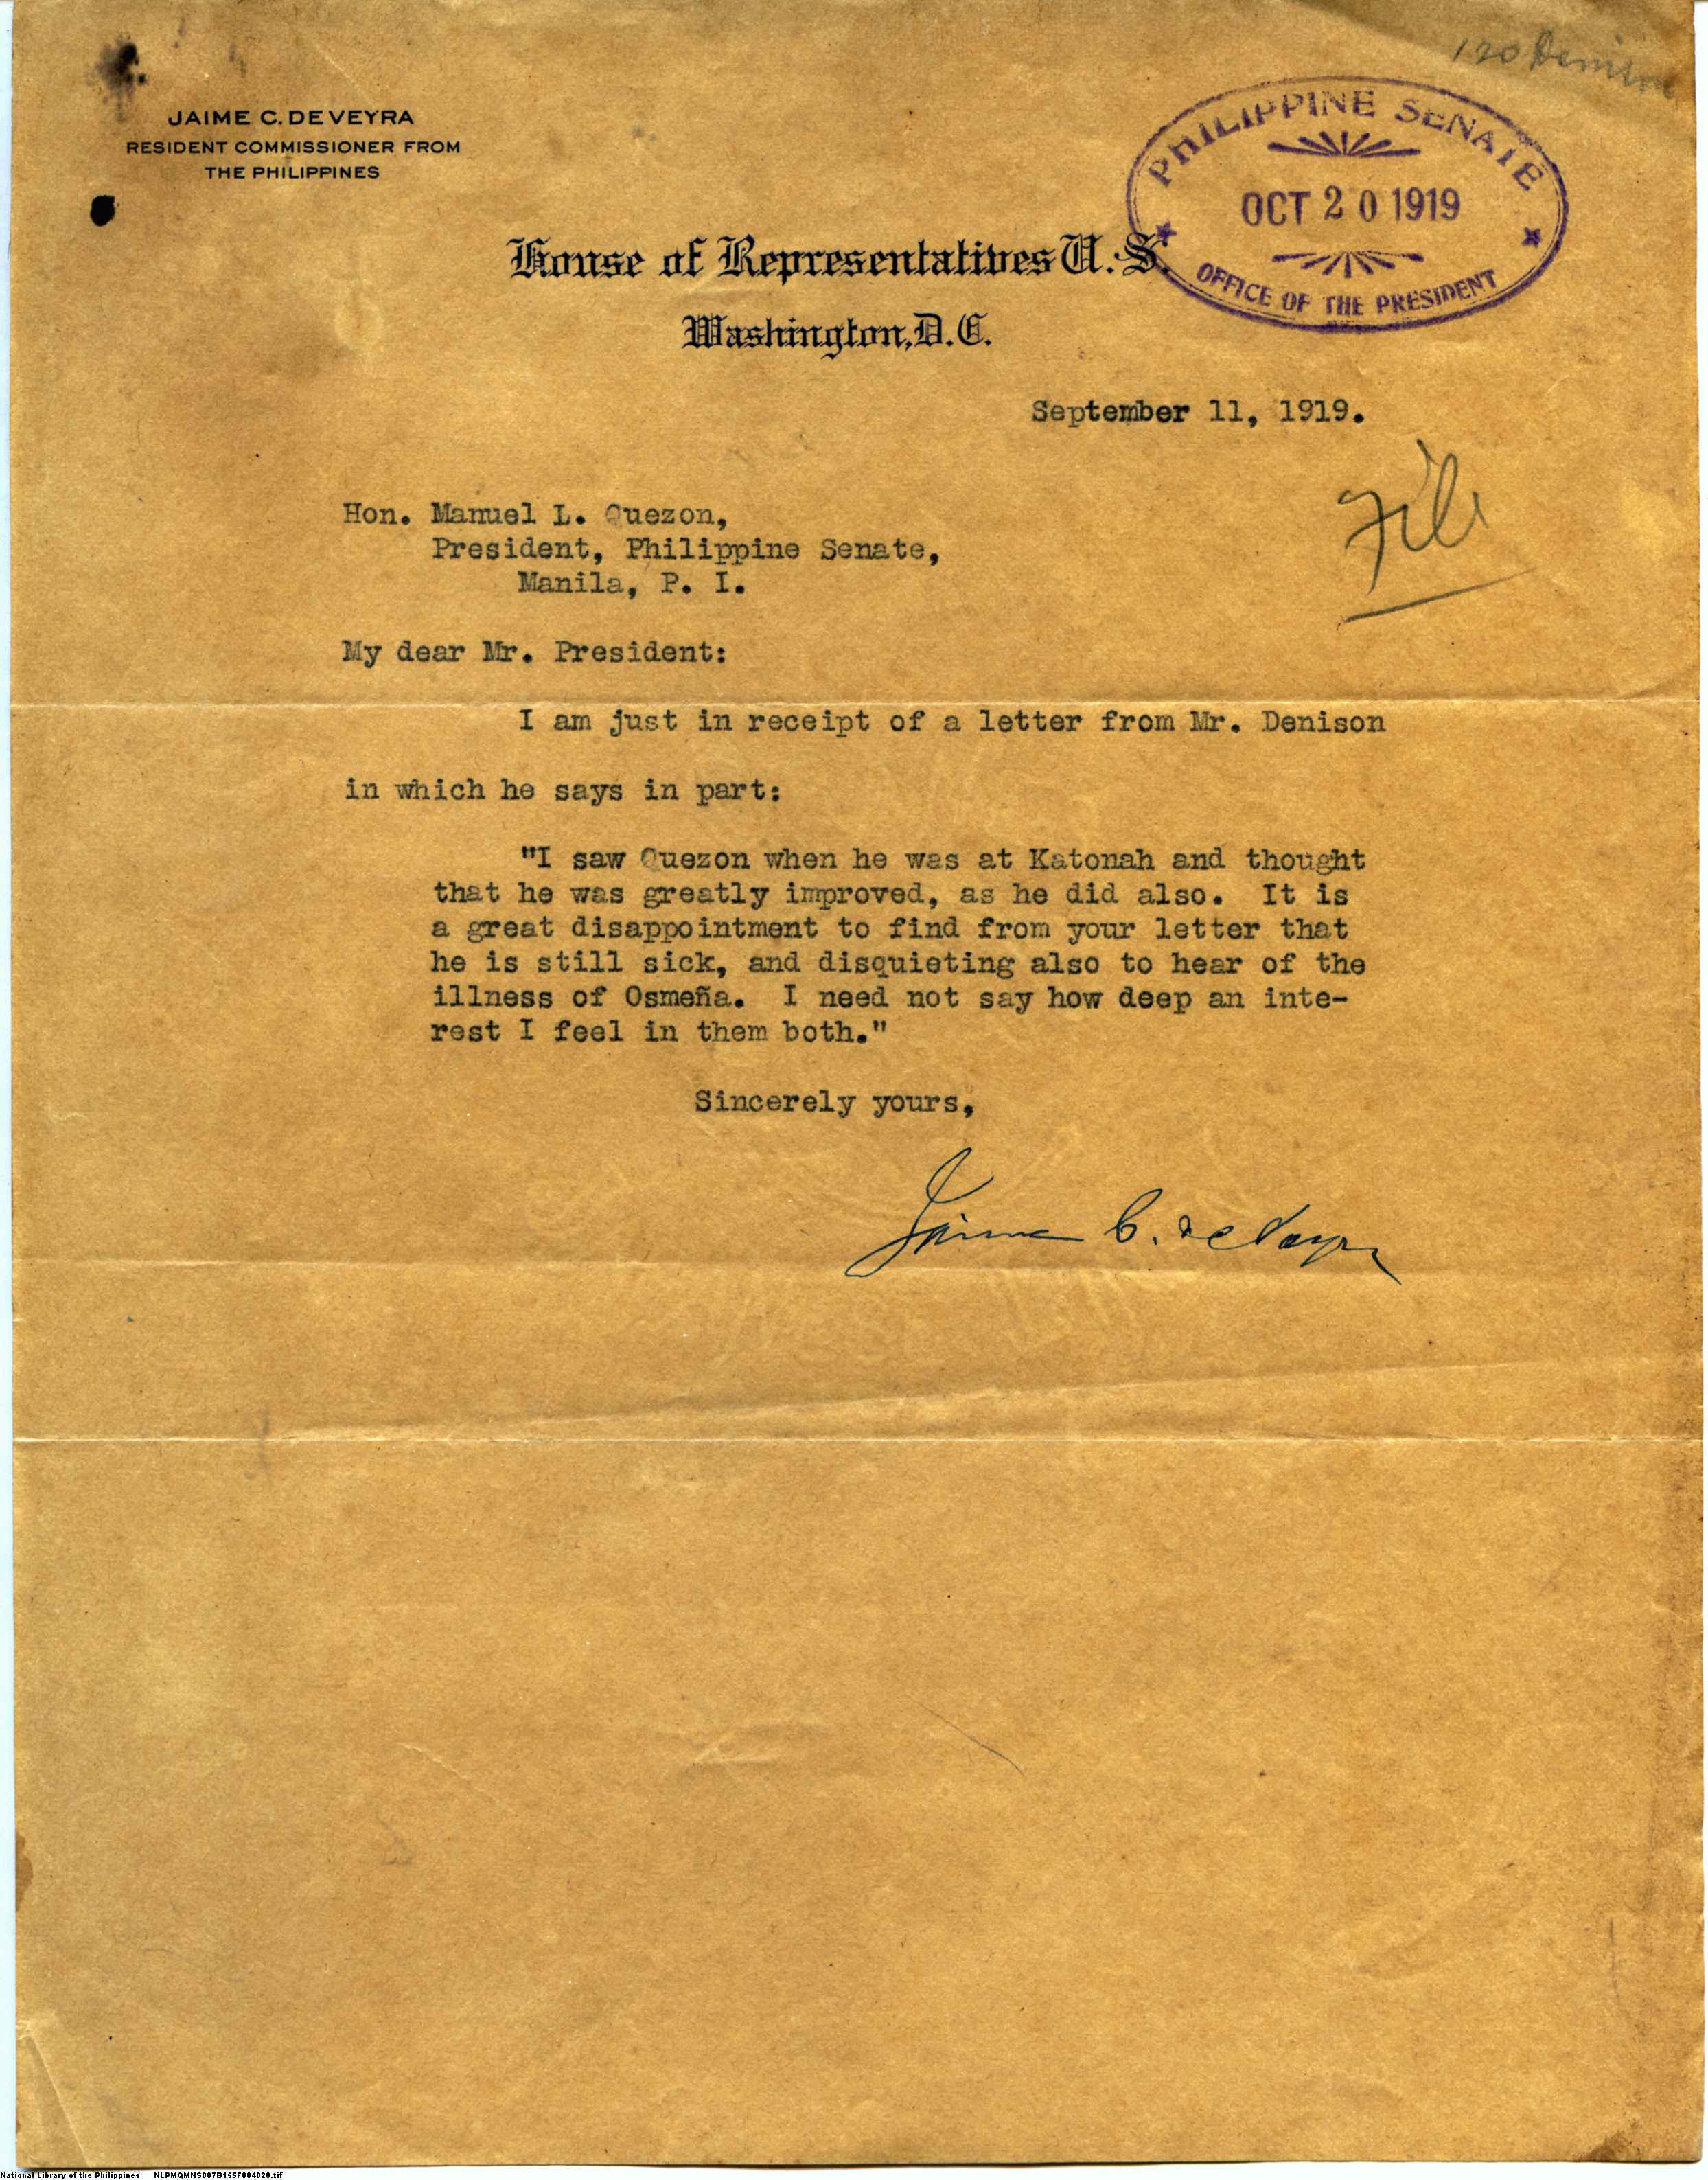 120 Denison
JAIME C. DE VEYRA
RESIDENT COMMISSIONER FROM
THE PHILIPPINES
PHILIPPINE SENATE
OCT 20 1919
OFFICE OF THE PRESIDENT
House of Representatives U.S.
Washington, D.C.
September 11, 1919.
File
Hon. Manuel L. Quezon,
President, Philippine Senate,
Manila, P. I.
My dear Mr. President:
I am just in receipt of a letter from Mr. Denison
in which he says in part:
"I saw Quezon when he was at Katonah and thought
that he was greatly improved, as he did also. It is
a great disappointment to find from your letter that
he is still sick, and disquieting also to hear of the
illness of Osmeña. I need not say how deep an inte-
rest I feel in them both."
Sincerely yours,
Jaime C. de Veyra
National Library of the Philippines NLPMQMNS007B155F004020.tif